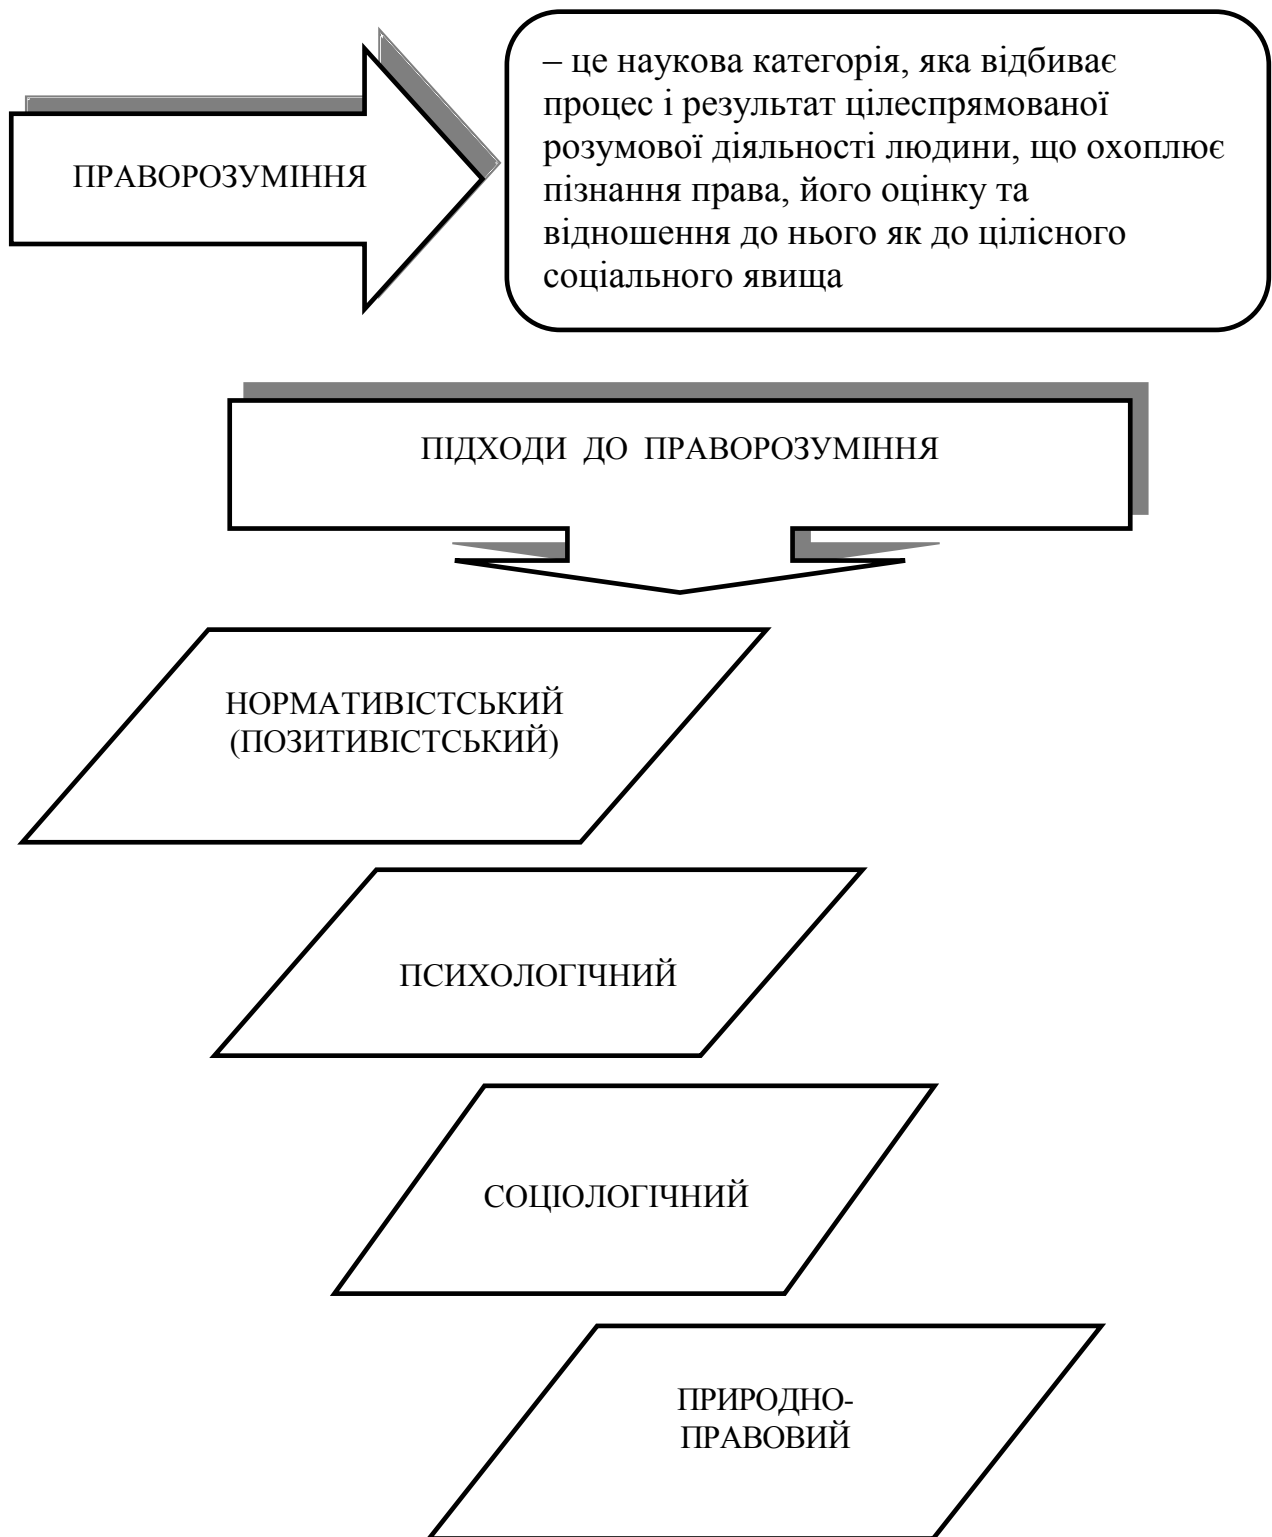 ПРАВОРОЗУМІННЯ
– це наукова категорія, яка відбиває
процес і результат цілеспрямованої
розумової діяльності людини, що охоплює
пізнання права, його оцінку та
відношення до нього як до цілісного
соціального явища
ПІДХОДИ ДО ПРАВОРОЗУМІННЯ
НОРМАТИВІСТСЬКИЙ
(ПОЗИТИВІСТСЬКИЙ)
ПСИХОЛОГІЧНИЙ
СОЦІОЛОГІЧНИЙ
ПРИРОДНО-
ПРАВОВИЙ